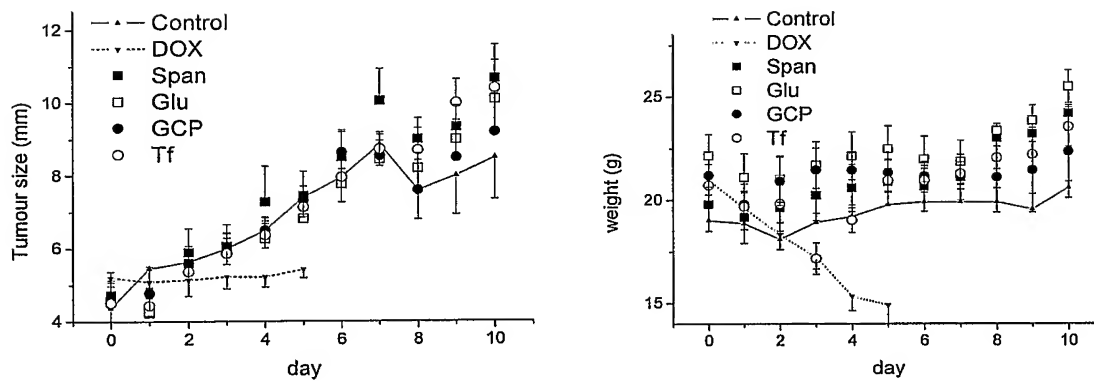 Control
DOX
Span
Glu
GCP
Tf
Tumour size (mm)
12
10
8
6
4
0 2 4 6 8 10
day
Control
DOX
Span
Glu
GCP
Tf
weight (g)
25
20
15
0 2 4 6 8 10
day